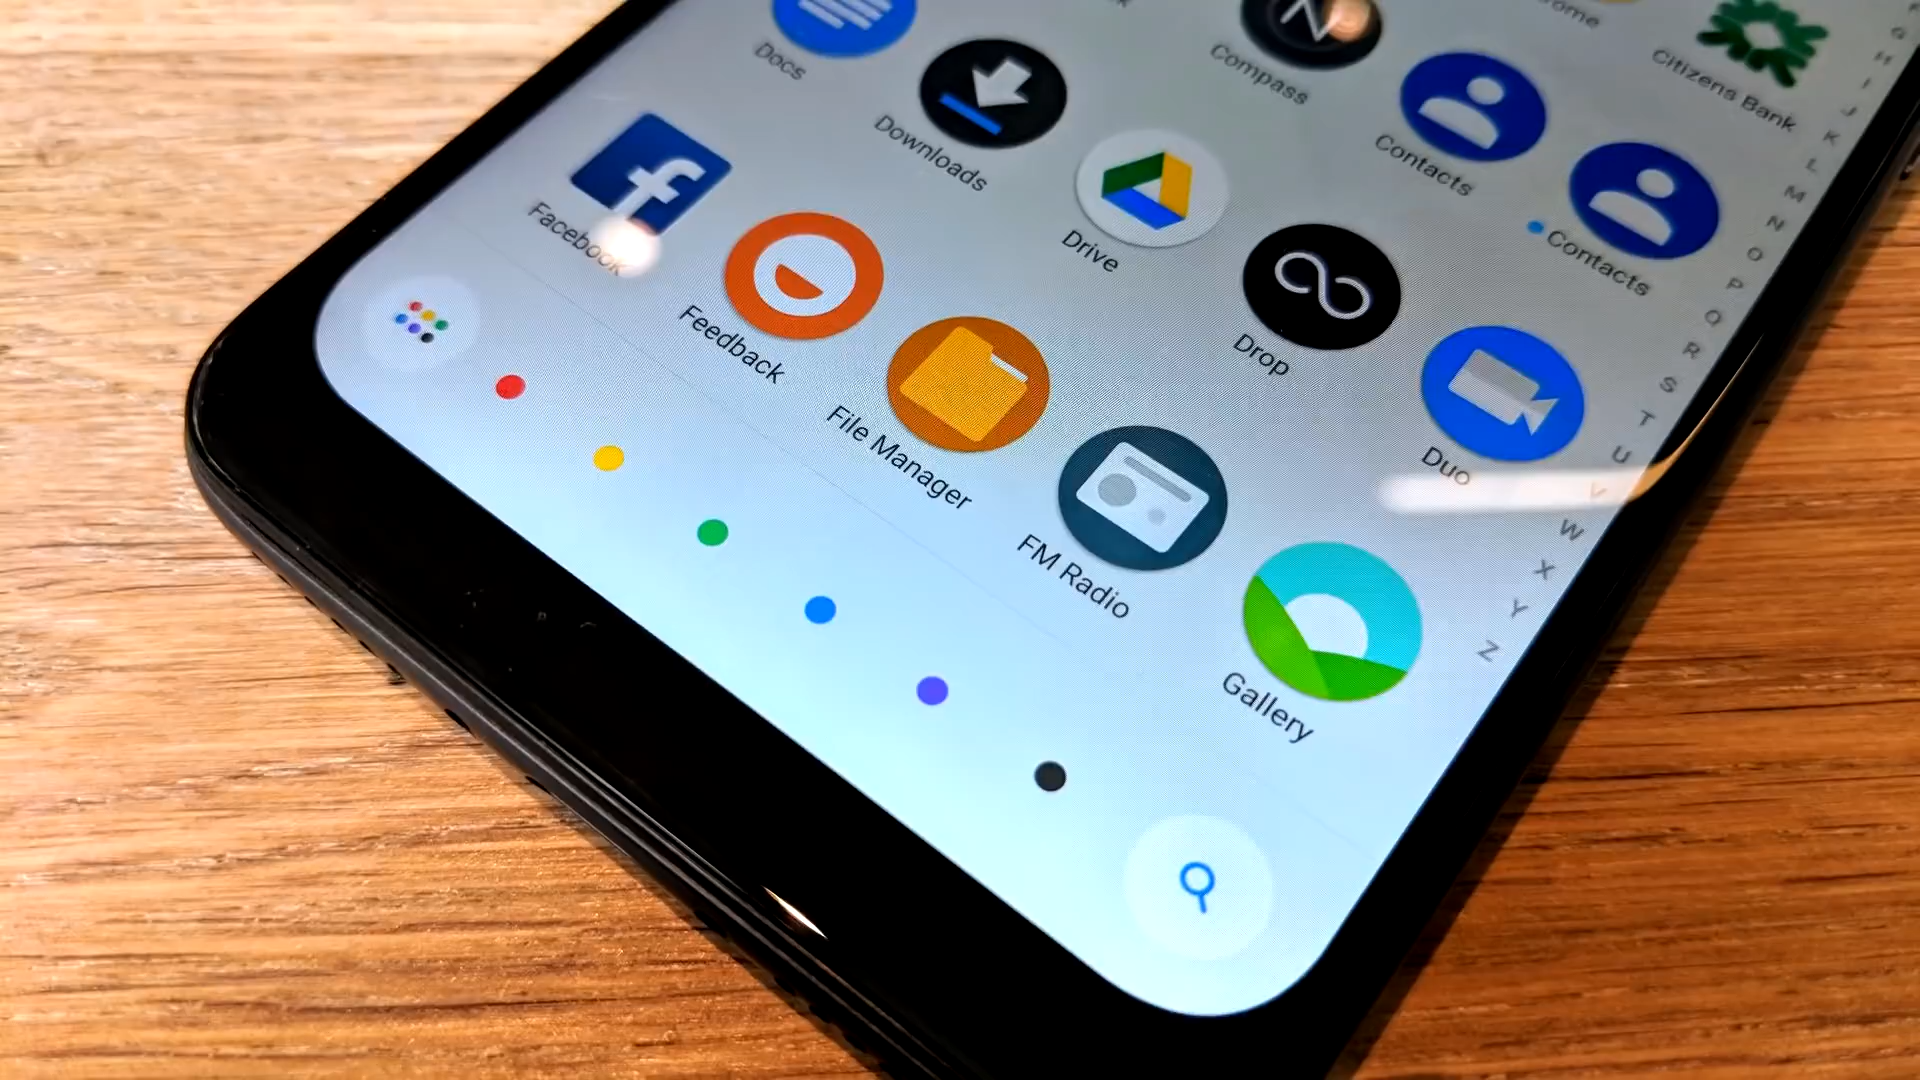 Docs
Compass
Citizens Bank
Downloads
Contacts
Contacts
Facebook
Drive
Drop
Duo
Feedback
File Manager
FM Radio
Gallery
H
I
J
K
L
M
N
O
P
Q
R
S
T
U
V
W
X
Y
Z